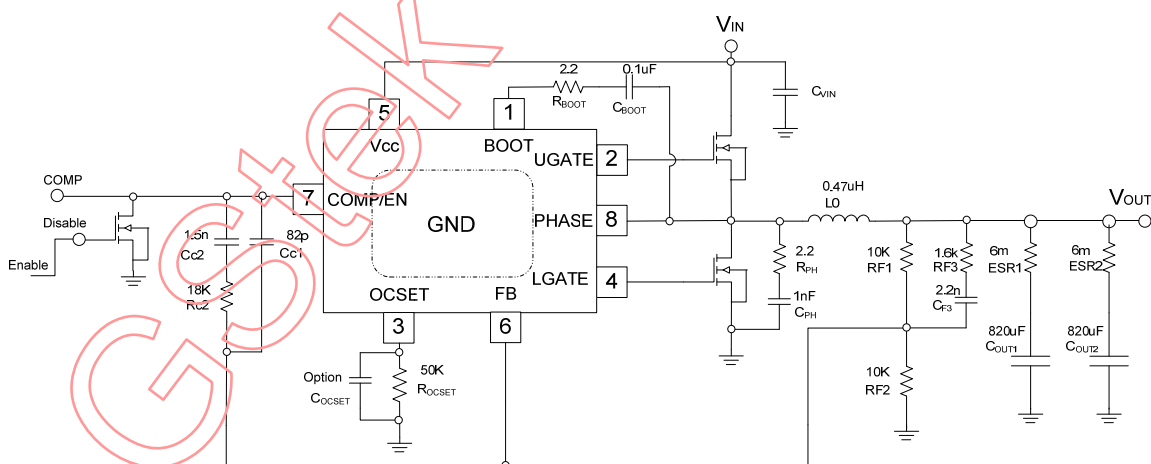 VIN
2.2
0.1uF
RBOOT
CBOOT
CVIN
5
1
Vcc
BOOT
UGATE
2
COMP
7
COMP/EN
Disable
Enable
1.5n
Cc2
82p
Cc1
18K
Rc2
GND
PHASE
8
0.47uH
L0
VOUT
LGATE
4
2.2
RPH
1nF
CPH
10K
RF1
1.6k
RF3
2.2n
CF3
6m
ESR1
6m
ESR2
OCSET
FB
3
6
820uF
COUT1
820uF
COUT2
Option
COCSET
50K
ROCSET
10K
RF2
Gstek